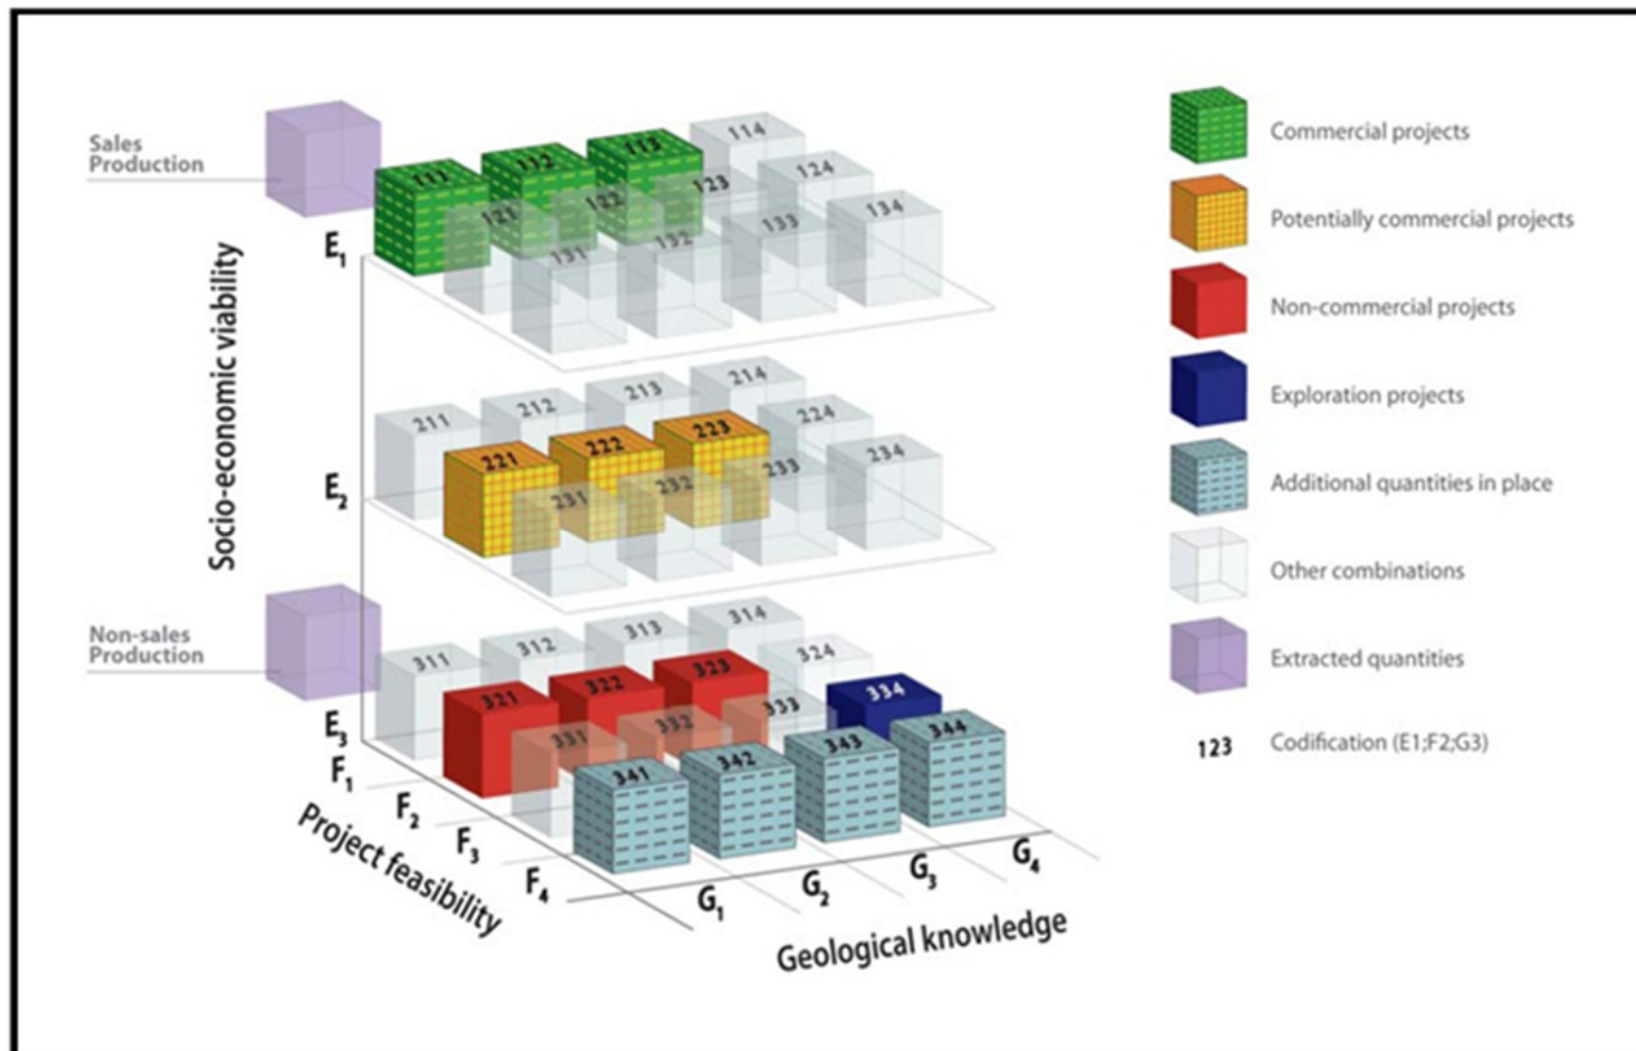 Sales
Production
Socio-economic viability
E1
111
112
113
114
121
122
123
124
131
132
133
134
E2
211
212
213
214
221
222
223
224
231
232
233
234
Non-sales
Production
E3
311
312
313
314
321
322
323
324
331
332
333
334
341
342
343
344
F1
F2
F3
F4
Project feasibility
G1
G2
G3
G4
Geological knowledge
Commercial projects
Potentially commercial projects
Non-commercial projects
Exploration projects
Additional quantities in place
Other combinations
Extracted quantities
123 Codification (E1;F2;G3)